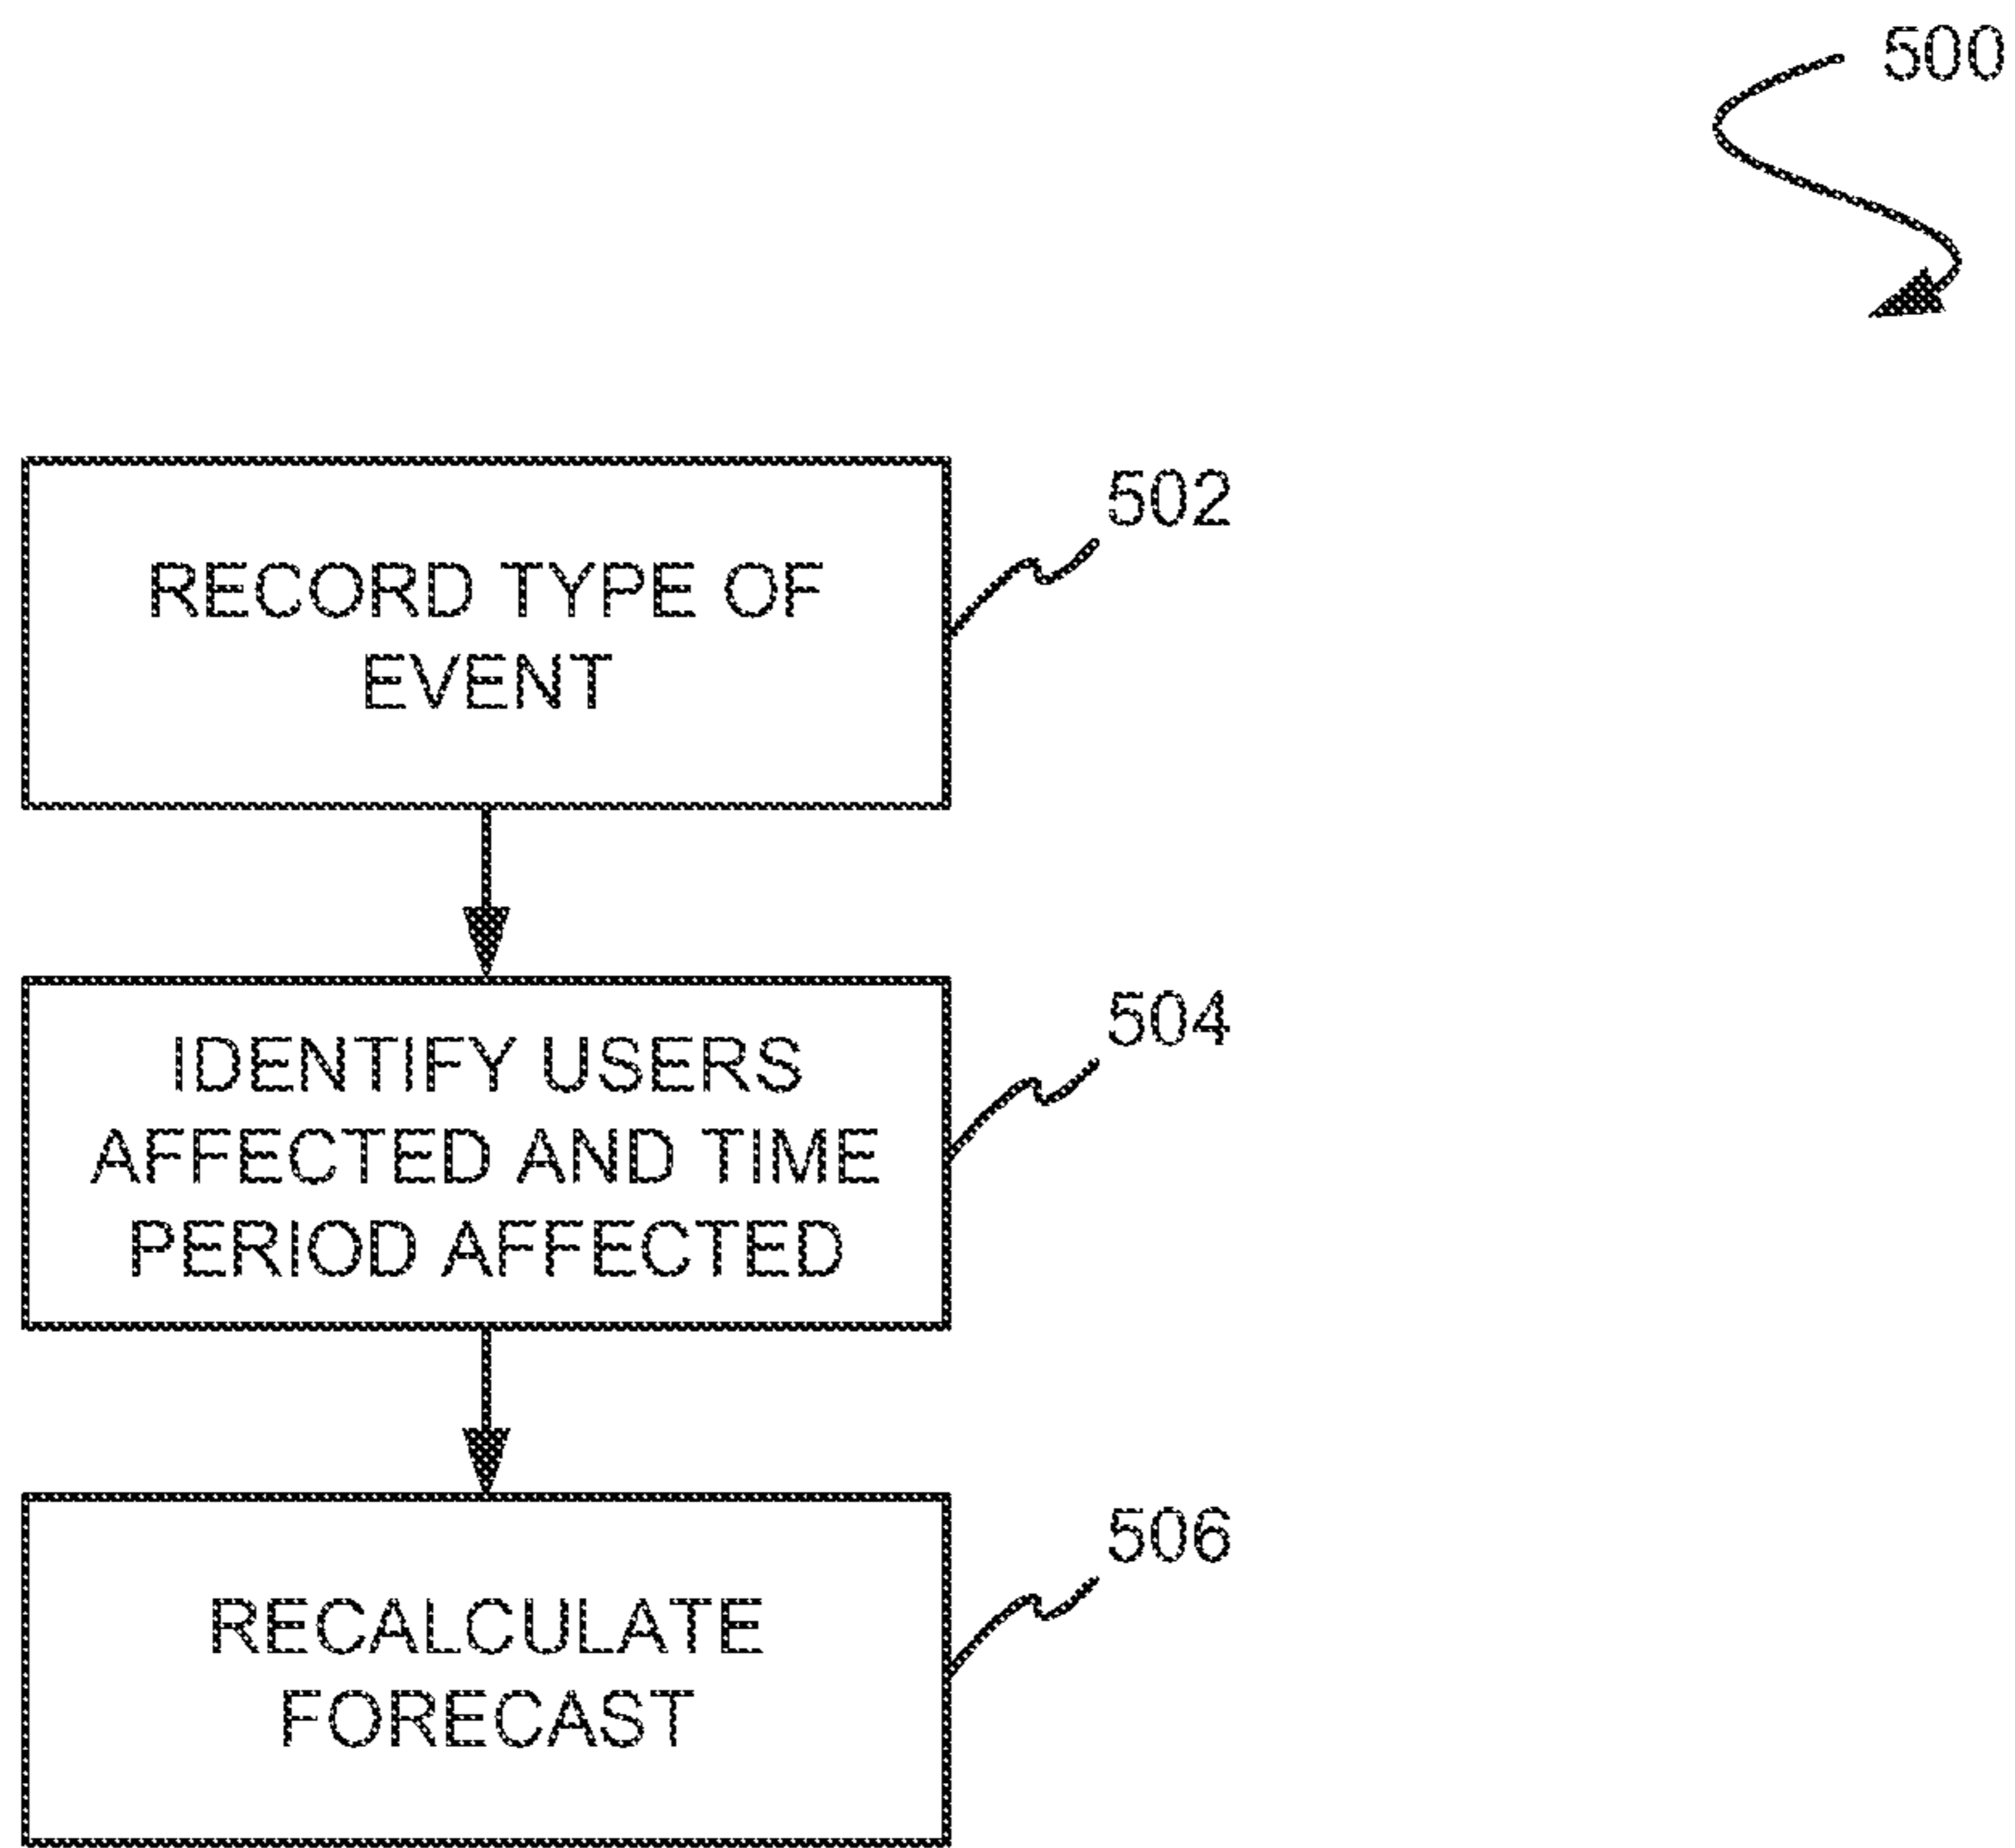 500
502
RECORD TYPE OF
EVENT
504
IDENTIFY USERS
AFFECTED AND TIME
PERIOD AFFECTED
506
RECALCULATE
FORECAST